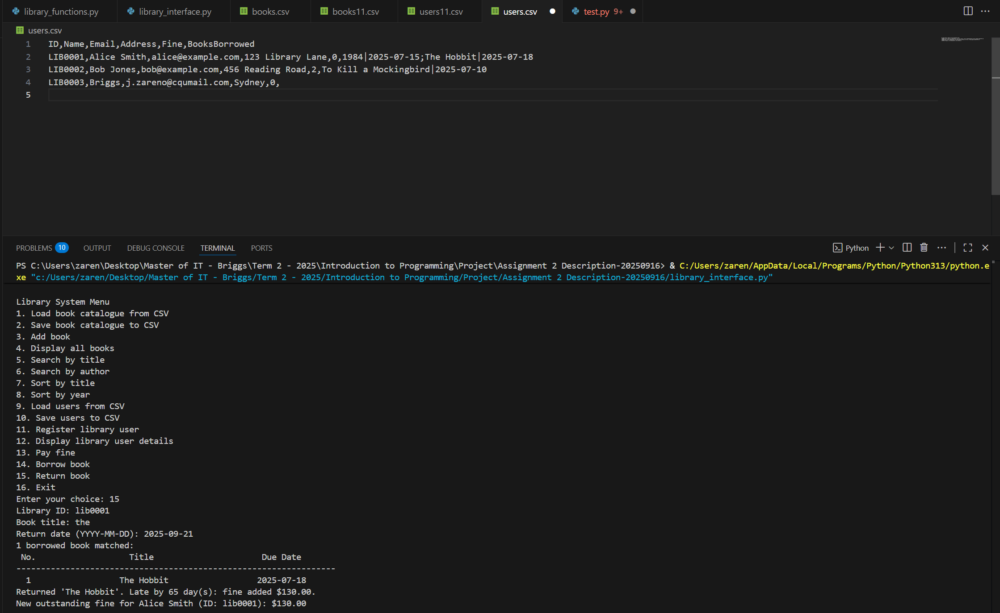 library_functions.py library_interface.py books.csv books11.csv users11.csv users.csv test.py 9+ ...
users.csv
1 ID,Name,Email,Address,Fine,BooksBorrowed
2 LIB0001,Alice Smith,alice@example.com,123 Library Lane,0,1984|2025-07-15;The Hobbit|2025-07-18
3 LIB0002,Bob Jones,bob@example.com,456 Reading Road,2,To Kill a Mockingbird|2025-07-10
4 LIB0003,Briggs,j.zareno@cqumail.com,Sydney,0,
5
PROBLEMS 10 OUTPUT DEBUG CONSOLE TERMINAL PORTS Python
PS C:\Users\zaren\Desktop\Master of IT - Briggs\Term 2 - 2025\Introduction to Programming\Project\Assignment 2 Description-20250916> & C:/Users/zaren/AppData/Local/Programs/Python/Python313/python.e
xe "c:/Users/zaren/Desktop/Master of IT - Briggs/Term 2 - 2025/Introduction to Programming/Project/Assignment 2 Description-20250916/library_interface.py"
Library System Menu
1. Load book catalogue from CSV
2. Save book catalogue to CSV
3. Add book
4. Display all books
5. Search by title
6. Search by author
7. Sort by title
8. Sort by year
9. Load users from CSV
10. Save users to CSV
11. Register library user
12. Display library user details
13. Pay fine
14. Borrow book
15. Return book
16. Exit
Enter your choice: 15
Library ID: lib0001
Book title: the
Return date (YYYY-MM-DD): 2025-09-21
1 borrowed book matched:
No. Title Due Date
-----------------------------------------------------------------
1 The Hobbit 2025-07-18
Returned 'The Hobbit'. Late by 65 day(s): fine added $130.00.
New outstanding fine for Alice Smith (ID: lib0001): $130.00